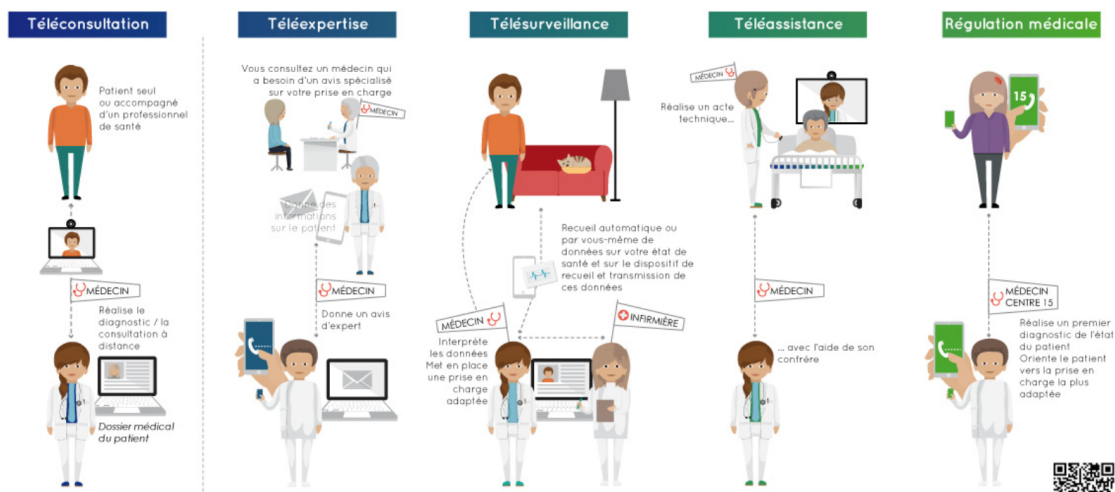 Téléconsultation
Patient seul
ou accompagné
d'un professionnel
de santé
MÉDECIN
Réalise le
diagnostic / la
consultation à
distance
Dossier médical
du patient
Téléexpertise
Vous consultez un médecin qui
a besoin d'un avis spécialisé
sur votre prise en charge
MÉDECIN
Donne des
informations
sur le patient
MÉDECIN
Donne un avis
d'expert
Télésurveillance
Recueil automatique ou
par vous-même de
données sur votre état de
santé et sur le dispositif de
recueil et transmission de
ces données
MÉDECIN
INFIRMIÈRE
Interprète
les données
Met en place
une prise en
charge
adaptée
Téléassistance
MÉDECIN
Réalise un acte
technique...
MÉDECIN
... avec l'aide de son
confrère
Régulation médicale
15
MÉDECIN
CENTRE 15
Réalise un premier
diagnostic de l'état
du patient
Oriente le patient
vers la prise en
charge la plus
adaptée